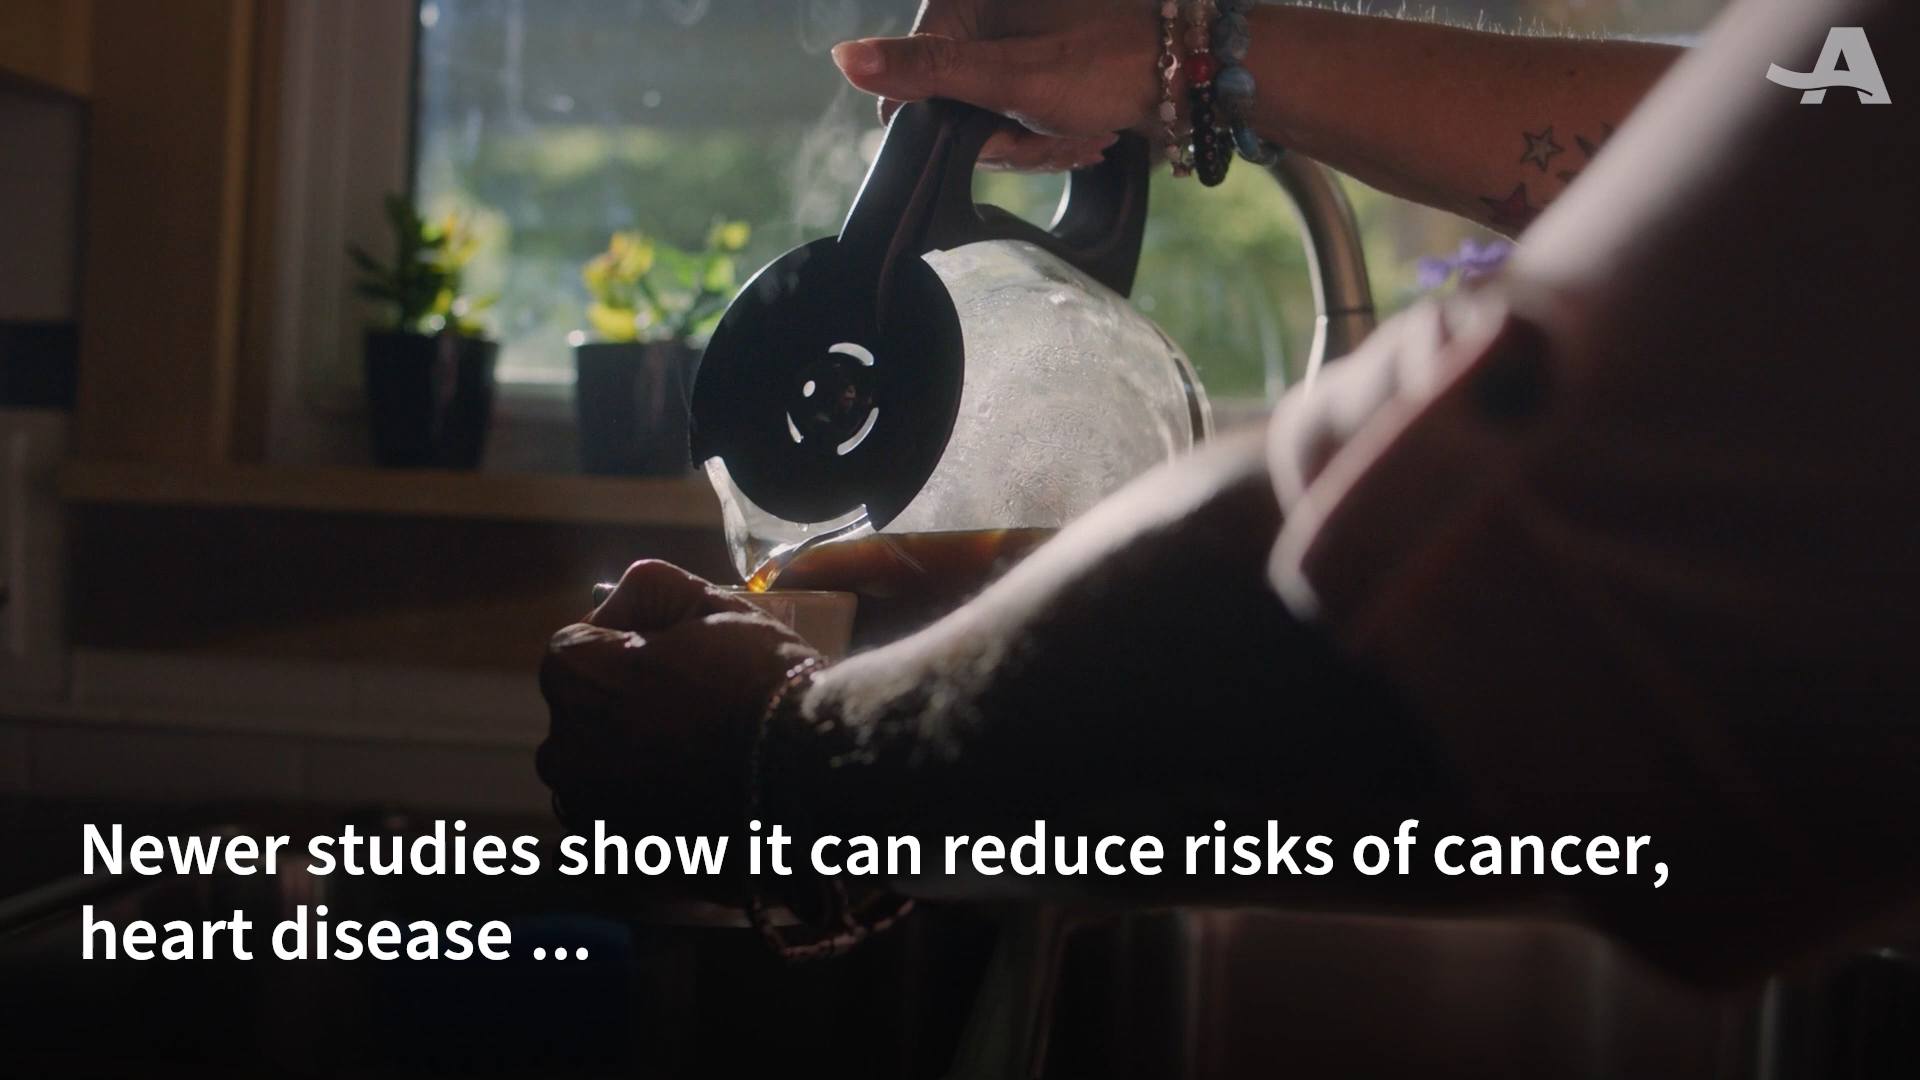 Newer studies show it can reduce risks of cancer,
heart disease ...